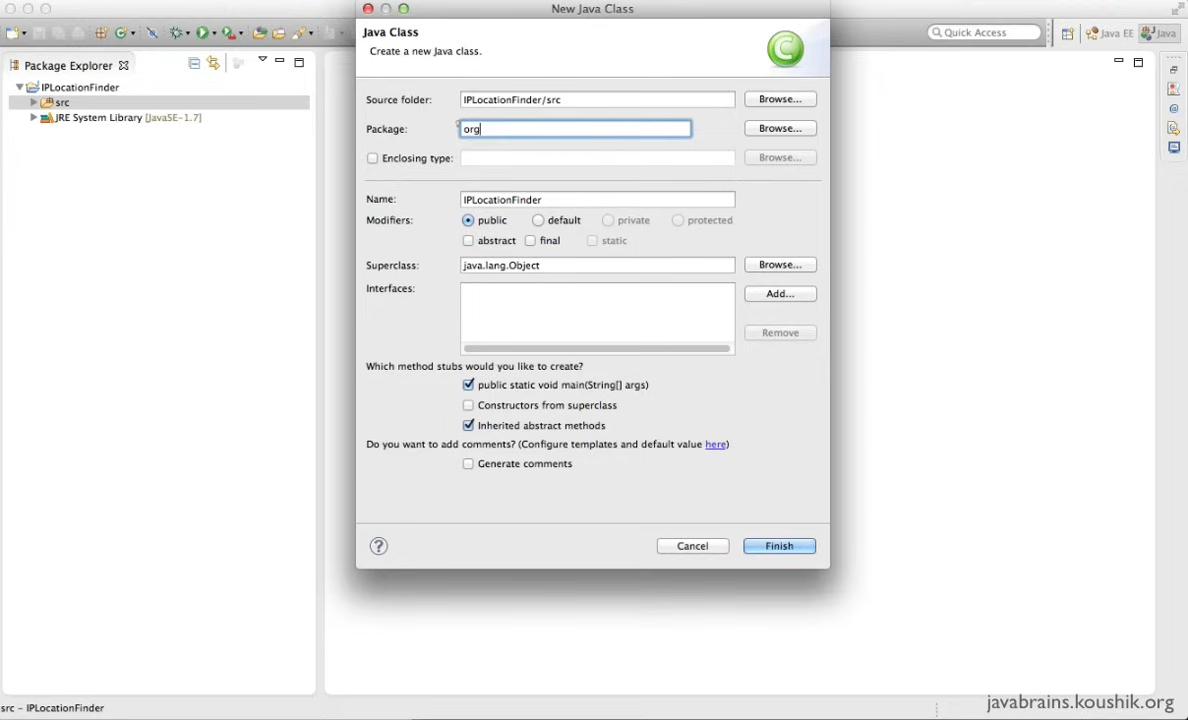 New Java Class
Java Class
Create a new Java class.
Quick Access
Java EE
Java
Package Explorer
IPLocationFinder
src
JRE System Library [JavaSE-1.7]
Source folder: IPLocationFinder/src Browse...
Package: org Browse...
Enclosing type: Browse...
Name: IPLocationFinder
Modifiers: public default private protected
abstract final static
Superclass: java.lang.Object Browse...
Interfaces: Add...
Remove
Which method stubs would you like to create?
public static void main(String[] args)
Constructors from superclass
Inherited abstract methods
Do you want to add comments? (Configure templates and default value here)
Generate comments
? Cancel Finish
src - IPLocationFinder
javabrains.koushik.org